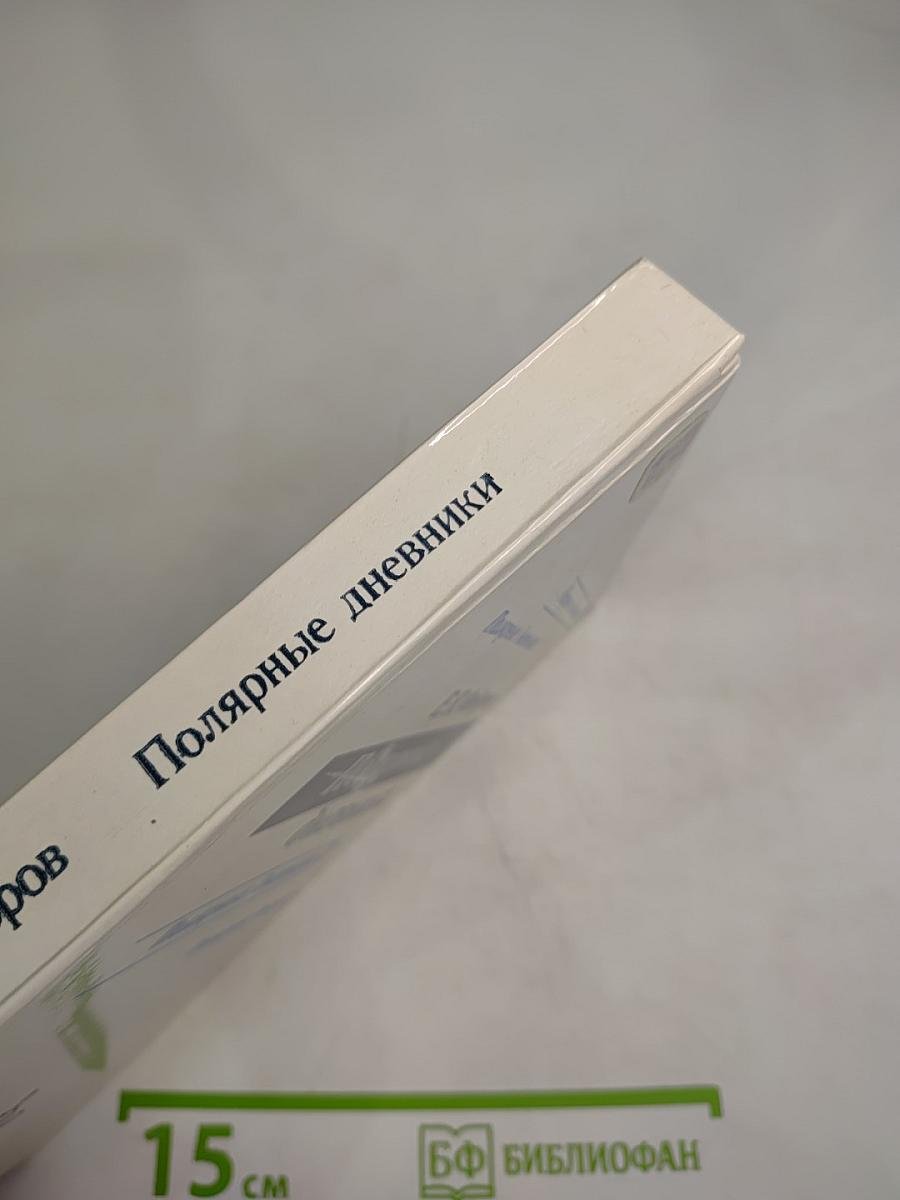 ров Полярные дневники
15 см
БФ БИБЛИОФАН